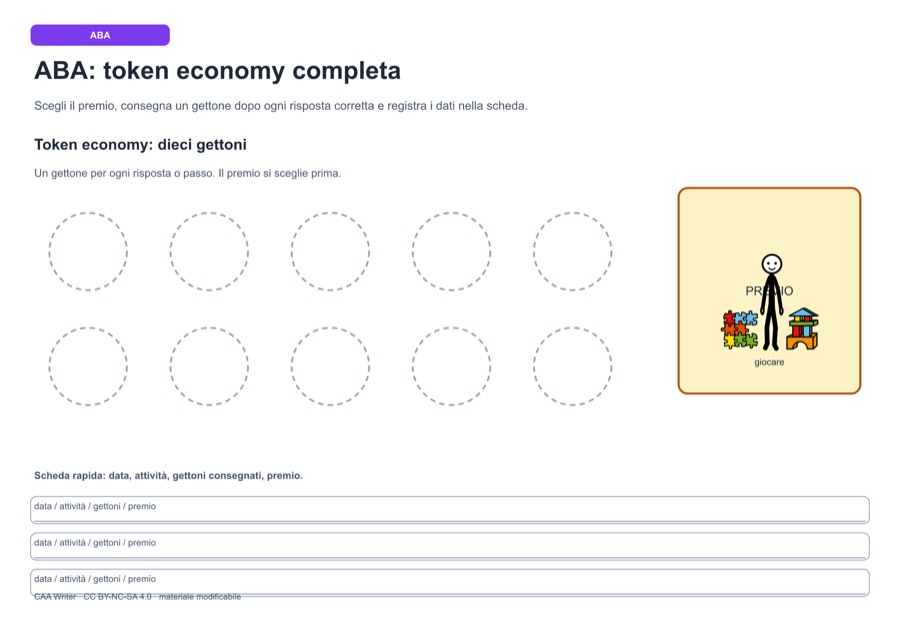 ABA
ABA: token economy completa
Scegli il premio, consegna un gettone dopo ogni risposta corretta e registra i dati nella scheda.
Token economy: dieci gettoni
Un gettone per ogni risposta o passo. Il premio si sceglie prima.
PREMIO
giocare
Scheda rapida: data, attività, gettoni consegnati, premio.
data / attività / gettoni / premio
data / attività / gettoni / premio
data / attività / gettoni / premio
CAA Writer · CC BY-NC-SA 4.0 · materiale modificabile